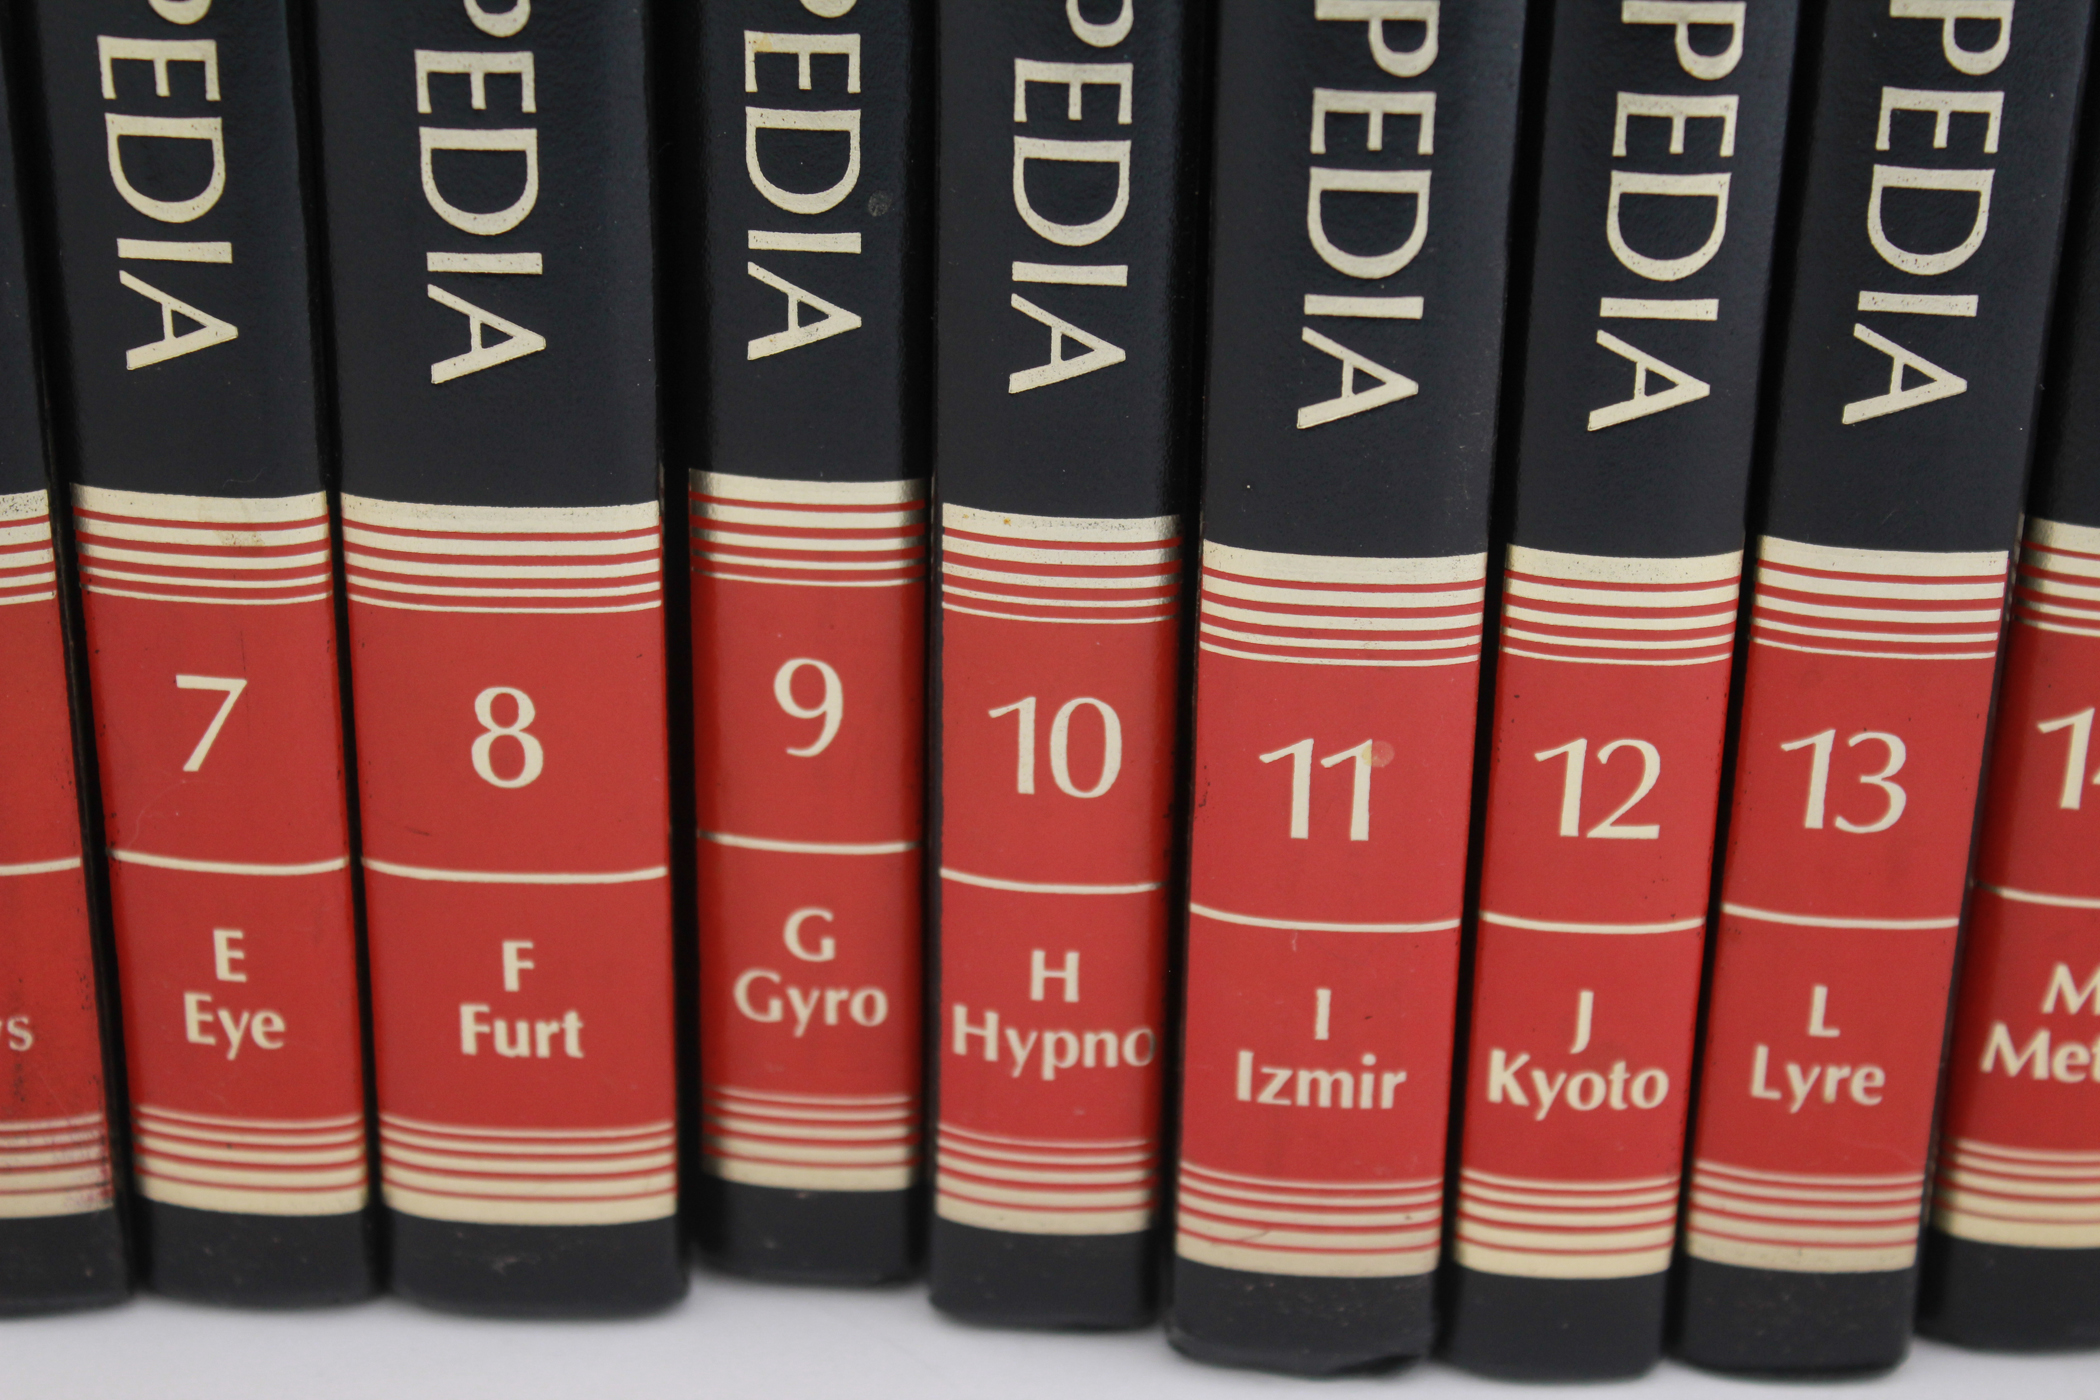 PEDIA
7
E
Eye
PEDIA
8
F
Furt
PEDIA
9
G
Gyro
PEDIA
10
H
Hypno
PEDIA
11
I
Izmir
PEDIA
12
J
Kyoto
PEDIA
13
L
Lyre
M